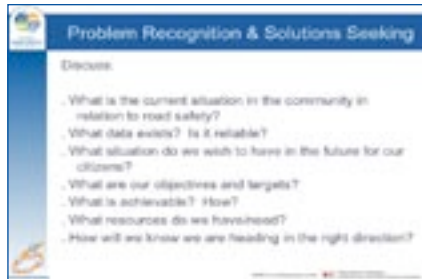 Problem Recognition & Solutions Seeking
Discuss:
. What is the current situation in the community in
relation to road safety?
. What data exists? Is it reliable?
. What situation do we wish to have in the future for our
citizens?
. What are our objectives and targets?
. What is achievable? How?
. What resources do we have/need?
. How will we know we are heading in the right direction?